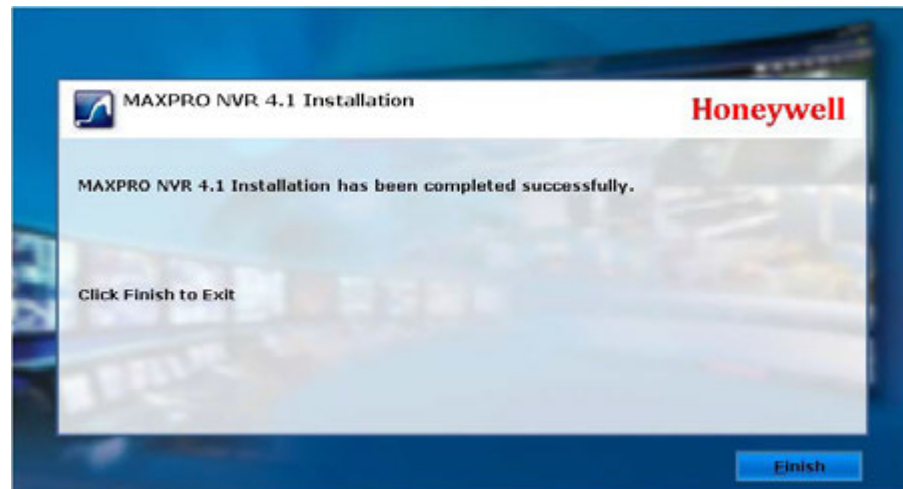 MAXPRO NVR 4.1 Installation
Honeywell
MAXPRO NVR 4.1 Installation has been completed successfully.
Click Finish to Exit
Finish